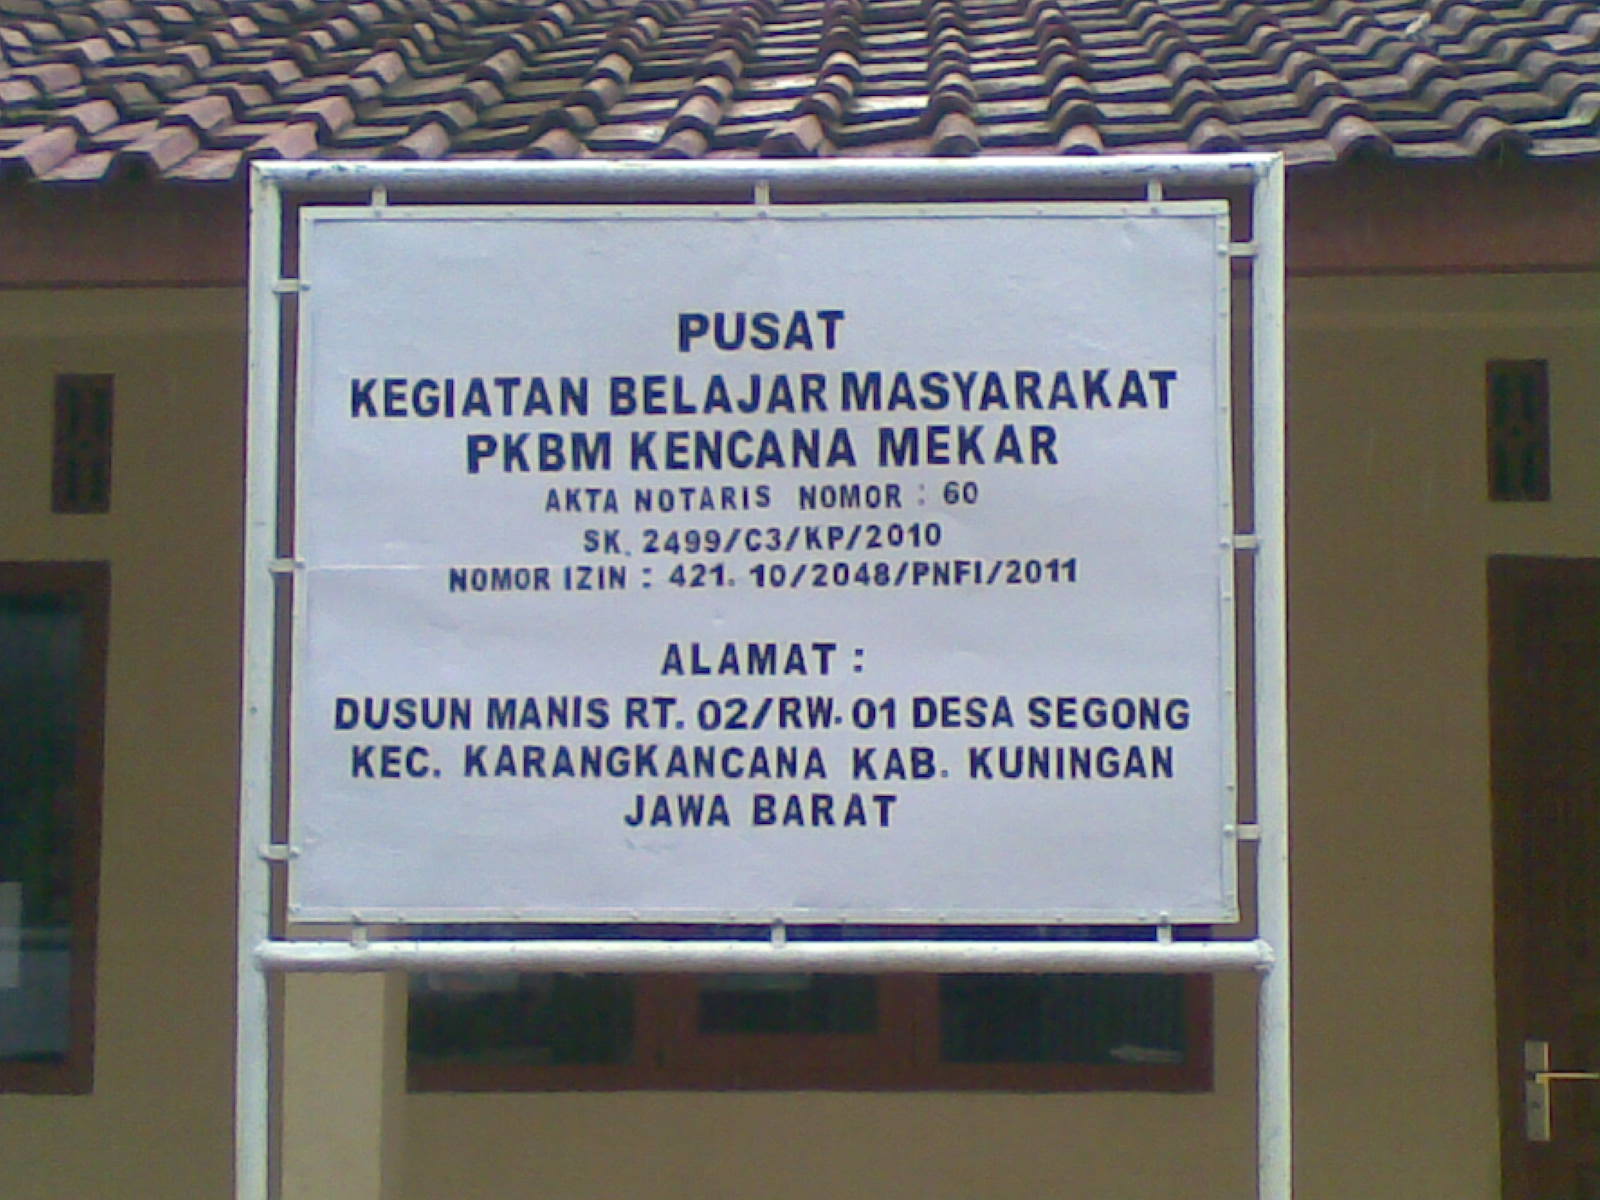 PUSAT
KEGIATAN BELAJAR MASYARAKAT
PKBM KENCANA MEKAR
AKTA NOTARIS NOMOR : 60
SK. 2499/C3/KP/2010
NOMOR IZIN : 421. 10/2048/PNFI/2011
ALAMAT :
DUSUN MANIS RT. 02/RW. 01 DESA SEGONG
KEC. KARANGKANCANA KAB. KUNINGAN
JAWA BARAT